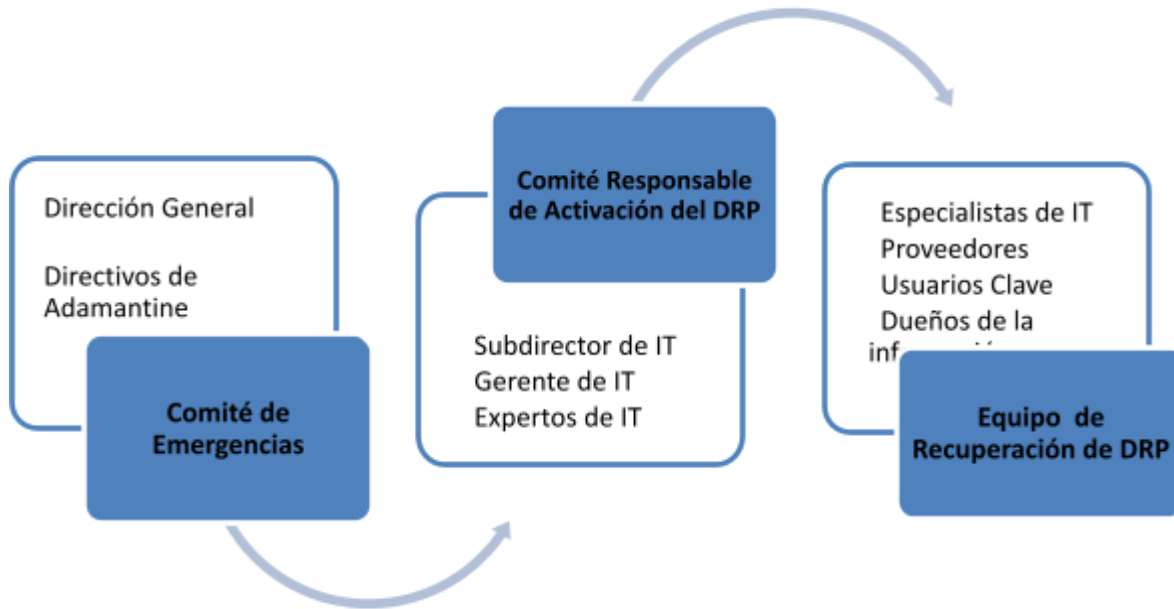 Dirección General
Directivos de
Adamantine
Comité de
Emergencias
Comité Responsable
de Activación del DRP
Subdirector de IT
Gerente de IT
Expertos de IT
Especialistas de IT
Proveedores
Usuarios Clave
Dueños de la
Equipo de
Recuperación de DRP